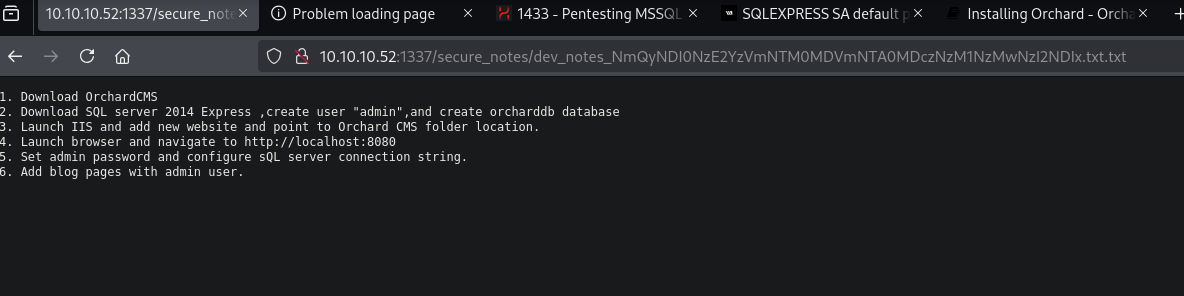 10.10.10.52:1337/secure_note
Problem loading page
1433 - Pentesting MSSQL
SQLEXPRESS SA default p
Installing Orchard - Orcha
10.10.10.52:1337/secure_notes/dev_notes_NmQyNDI0NzE2YzVmNTM0MDVmNTA0MDczNzM1NzMwNzI2NDIx.txt.txt
1. Download OrchardCMS
2. Download SQL server 2014 Express ,create user "admin",and create orcharddb database
3. Launch IIS and add new website and point to Orchard CMS folder location.
4. Launch browser and navigate to http://localhost:8080
5. Set admin password and configure sQL server connection string.
6. Add blog pages with admin user.